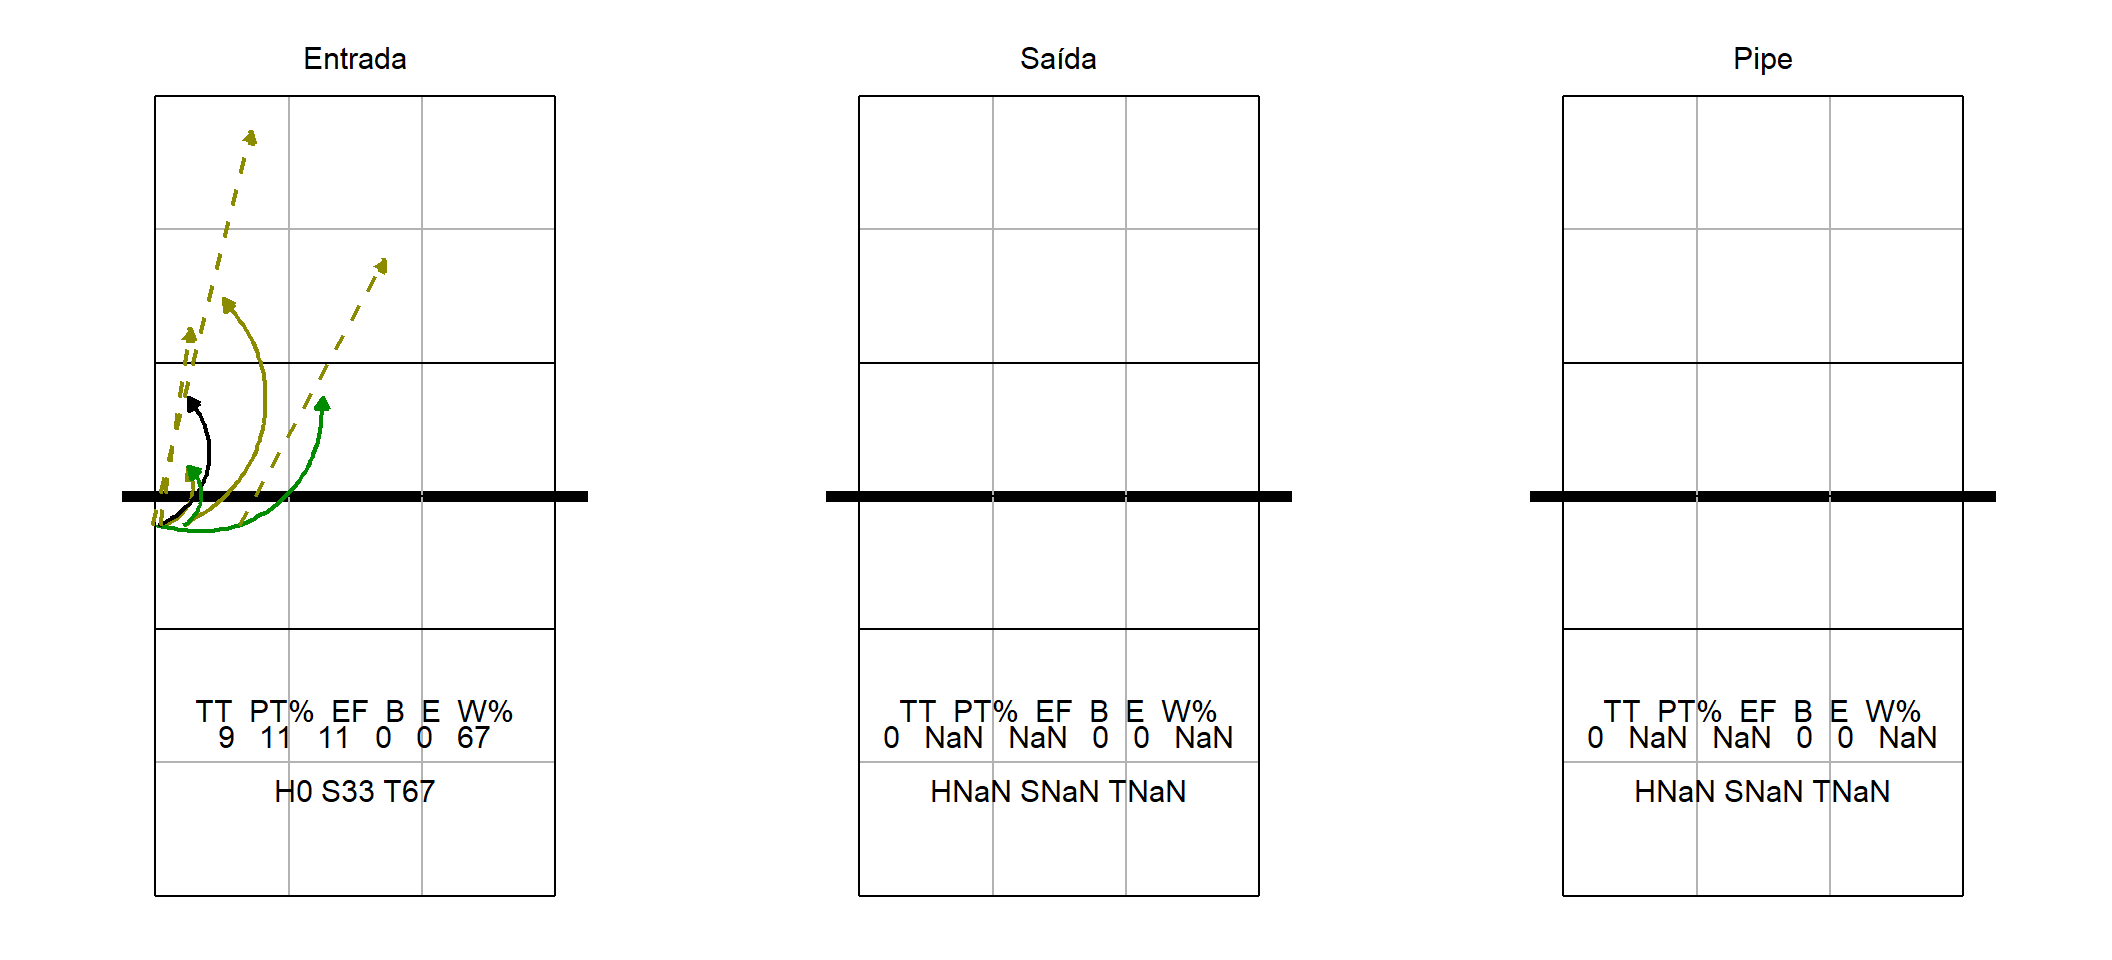 Entrada
TT PT% EF B E W%
9 11 11 0 0 67
H0 S33 T67
Saída
TT PT% EF B E W%
0 NaN NaN 0 0 NaN
HNaN SNaN TNaN
Pipe
TT PT% EF B E W%
0 NaN NaN 0 0 NaN
HNaN SNaN TNaN